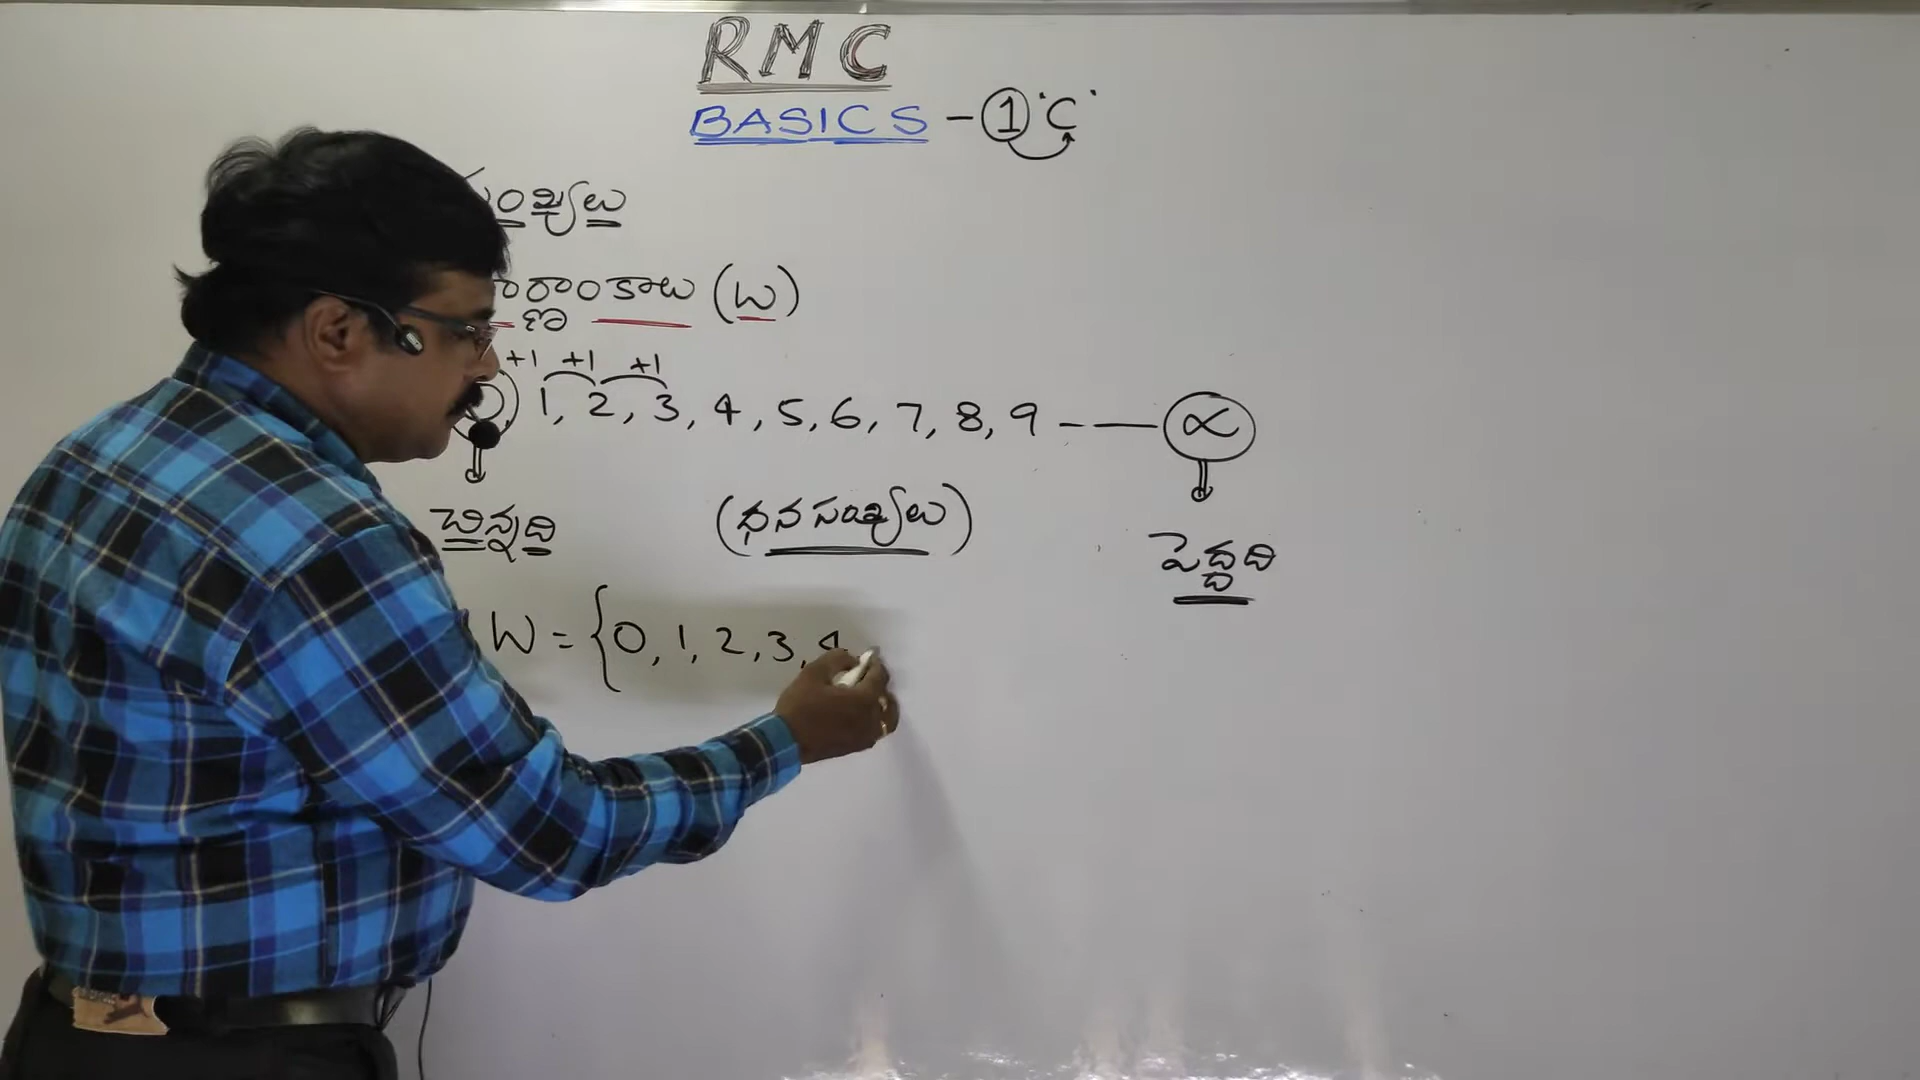 RMC
BASICS - 1 'C'
సంఖ్యలు
ర్ణాంకాలు (W)
+1 +1 +1
1, 2, 3, 4, 5, 6, 7, 8, 9 - — ∝
చిన్నది (ధనసంఖ్యలు) పెద్దది
W = {0, 1, 2, 3, 4